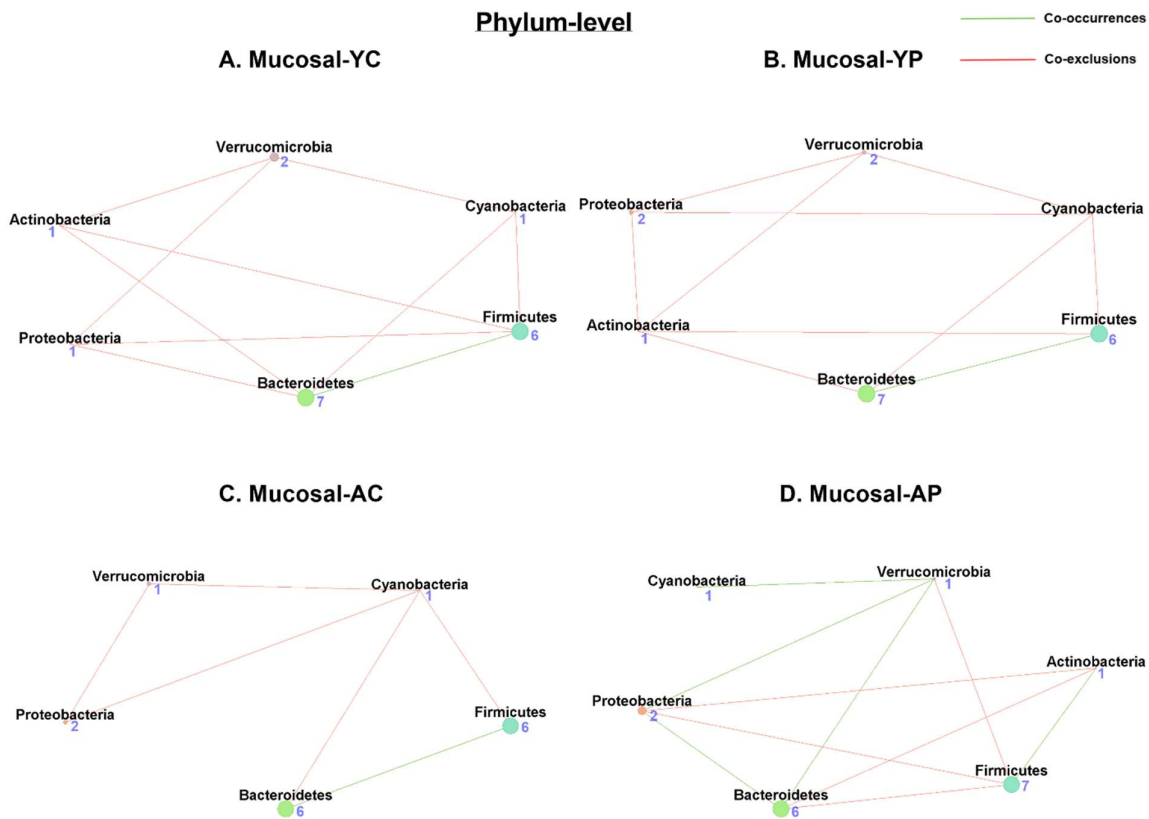 Phylum-level
Co-occurrences
Co-exclusions
A. Mucosal-YC
Verrucomicrobia
2
Actinobacteria
1
Cyanobacteria
1
Proteobacteria
1
Firmicutes
6
Bacteroidetes
7
B. Mucosal-YP
Verrucomicrobia
2
Proteobacteria
2
Cyanobacteria
Actinobacteria
1
Firmicutes
6
Bacteroidetes
7
C. Mucosal-AC
Verrucomicrobia
1
Cyanobacteria
1
Proteobacteria
2
Firmicutes
6
Bacteroidetes
6
D. Mucosal-AP
Cyanobacteria
1
Verrucomicrobia
1
Actinobacteria
1
Proteobacteria
2
Firmicutes
7
Bacteroidetes
6